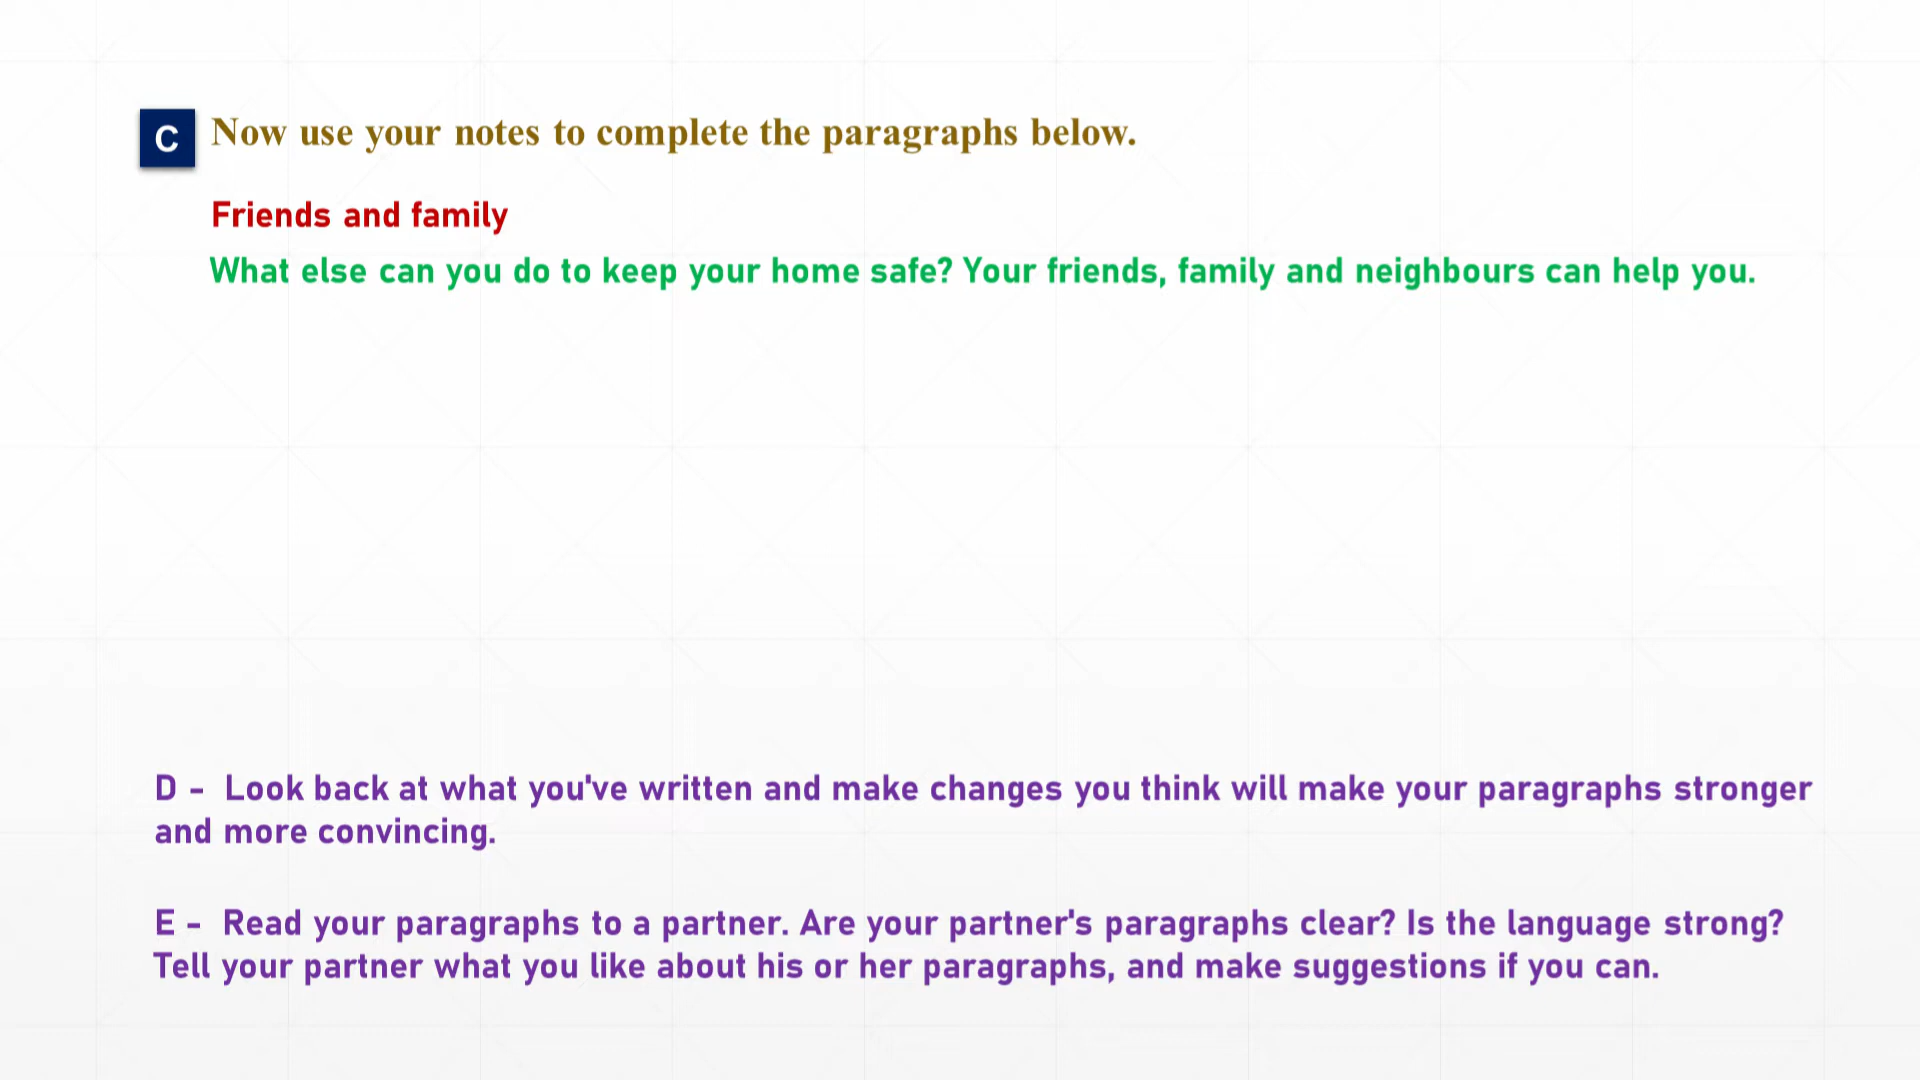 C Now use your notes to complete the paragraphs below.
Friends and family
What else can you do to keep your home safe? Your friends, family and neighbours can help you.
D - Look back at what you've written and make changes you think will make your paragraphs stronger
and more convincing.
E - Read your paragraphs to a partner. Are your partner's paragraphs clear? Is the language strong?
Tell your partner what you like about his or her paragraphs, and make suggestions if you can.